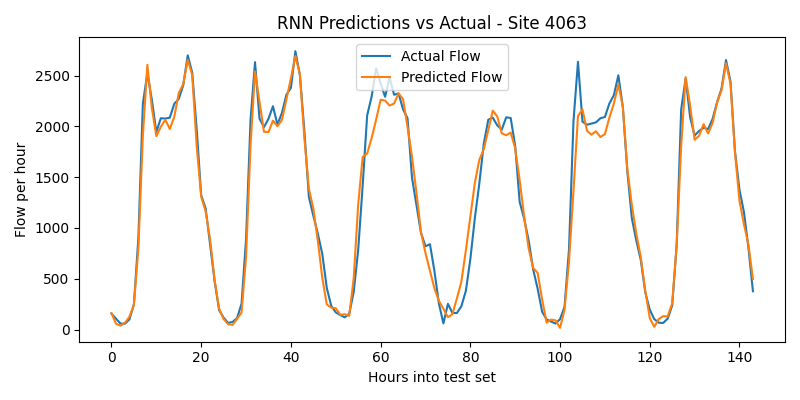 RNN Predictions vs Actual - Site 4063
Actual Flow
Predicted Flow
Flow per hour
2500
2000
1500
1000
500
0
0 20 40 60 80 100 120 140
Hours into test set